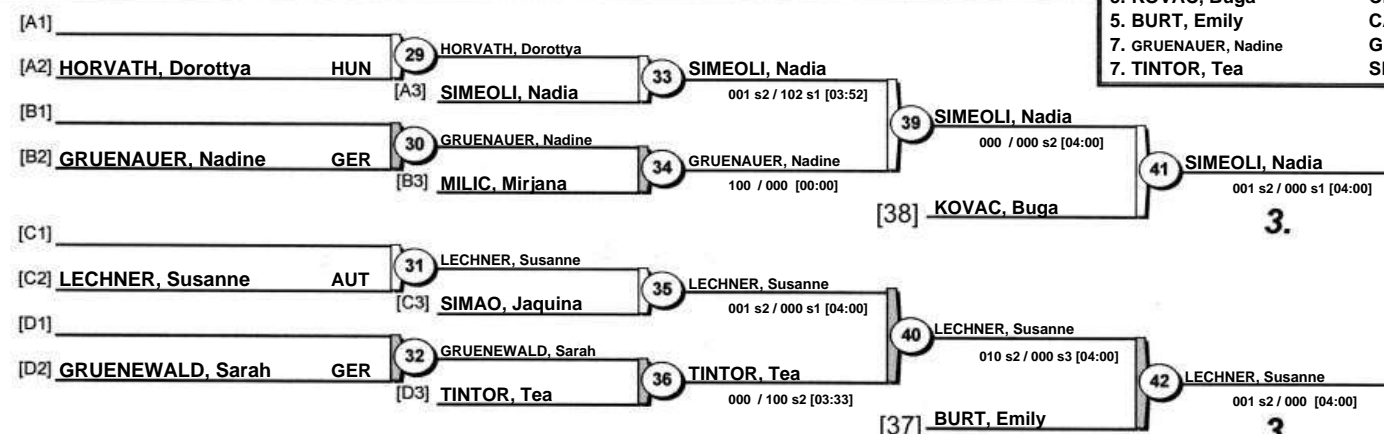 5. BURT, Emily
7. GRUENAUER, Nadine
7. TINTOR, Tea
[A1]
[A2] HORVATH, Dorottya HUN
29
HORVATH, Dorottya
[A3] SIMEOLI, Nadia
33
SIMEOLI, Nadia
001 s2 / 102 s1 [03:52]
[B1]
[B2] GRUENAUER, Nadine GER
30
GRUENAUER, Nadine
[B3] MILIC, Mirjana
34
GRUENAUER, Nadine
100 / 000 [00:00]
39
SIMEOLI, Nadia
000 / 000 s2 [04:00]
[38] KOVAC, Buga
41
SIMEOLI, Nadia
001 s2 / 000 s1 [04:00]
3.
[C1]
[C2] LECHNER, Susanne AUT
31
LECHNER, Susanne
[C3] SIMAO, Jaquina
35
LECHNER, Susanne
001 s2 / 000 s1 [04:00]
[D1]
[D2] GRUENEWALD, Sarah GER
32
GRUENEWALD, Sarah
[D3] TINTOR, Tea
36
TINTOR, Tea
000 / 100 s2 [03:33]
40
LECHNER, Susanne
010 s2 / 000 s3 [04:00]
[37] BURT, Emily
42
LECHNER, Susanne
001 s2 / 000 [04:00]